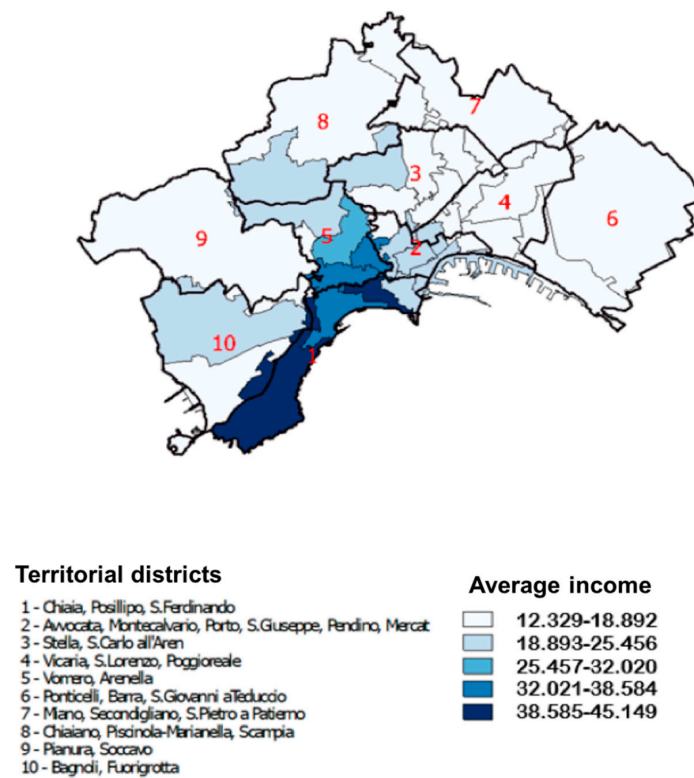 7
8
3
4
6
5
9
2
10
1
Territorial districts
1 - Chiaia, Posillipo, S.Ferdinando
2 - Avvocata, Montecalvario, Porto, S.Giuseppe, Pendino, Mercat
3 - Stella, S.Carlo all'Aren
4 - Vicaria, S.Lorenzo, Poggioreale
5 - Vomero, Arenella
6 - Ponticelli, Barra, S.Giovanni aTeduccio
7 - Miano, Secondigliano, S.Pietro a Patierno
8 - Chiaiano, Piscinola-Marianella, Scampia
9 - Pianura, Soccavo
10 - Bagnoli, Fuorigrotta
Average income
12.329-18.892
18.893-25.456
25.457-32.020
32.021-38.584
38.585-45.149